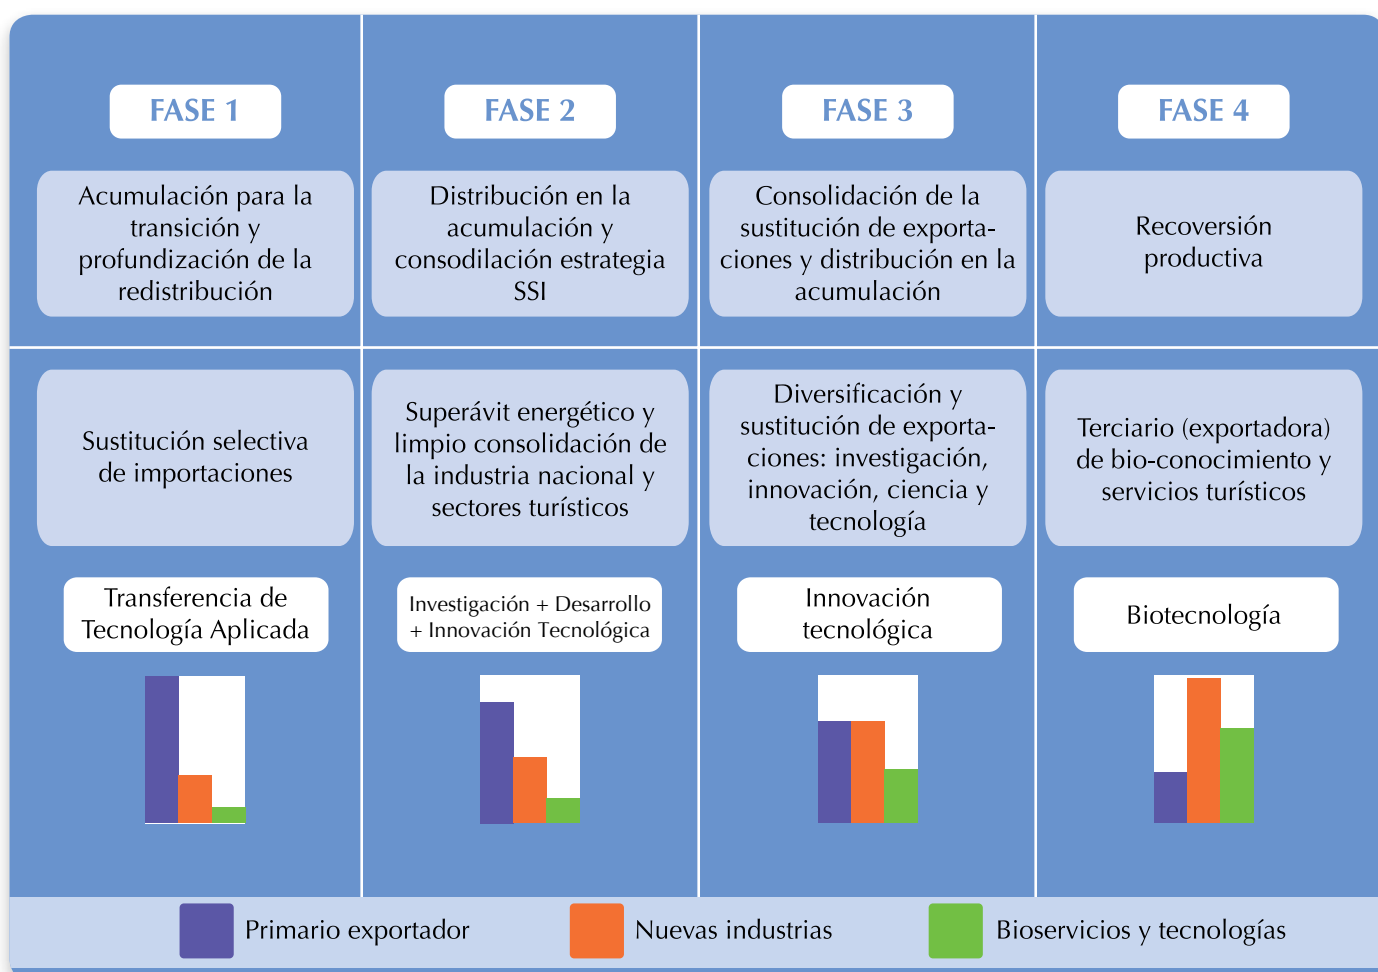 FASE 1
FASE 2
FASE 3
FASE 4
Acumulación para la
transición y
profundización de la
redistribución
Distribución en la
acumulación y
consodilación estrategia
SSI
Consolidación de la
sustitución de exporta-
ciones y distribución en la
acumulación
Recoversión
productiva
Sustitución selectiva
de importaciones
Superávit energético y
limpio consolidación de
la industria nacional y
sectores turísticos
Diversificación y
sustitución de exporta-
ciones: investigación,
innovación, ciencia y
tecnología
Terciario (exportadora)
de bio-conocimiento y
servicios turísticos
Transferencia de
Tecnología Aplicada
Investigación + Desarrollo
+ Innovación Tecnológica
Innovación
tecnológica
Biotecnología
Primario exportador
Nuevas industrias
Bioservicios y tecnologías